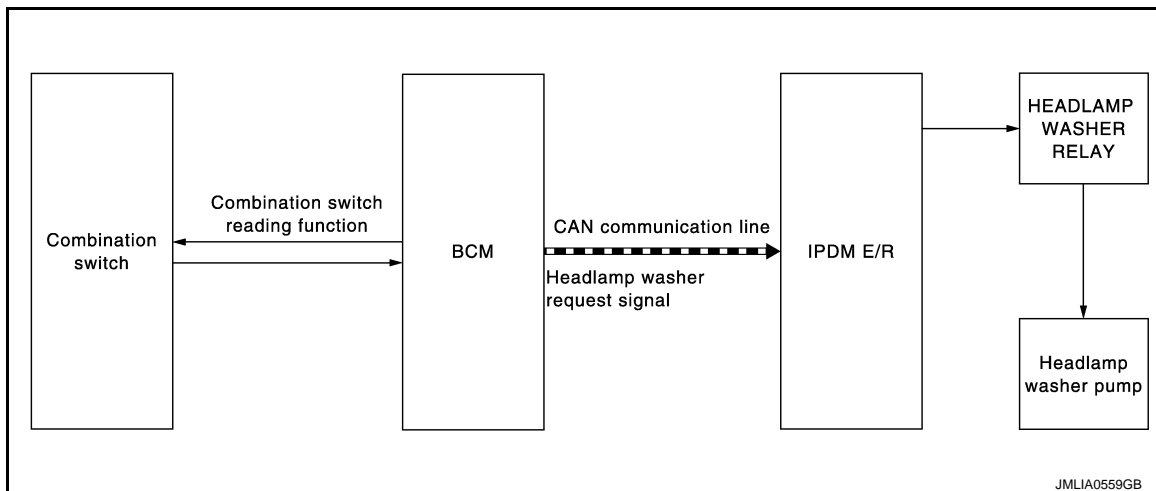 Combination
switch
Combination switch
reading function
BCM
CAN communication line
Headlamp washer
request signal
IPDM E/R
HEADLAMP
WASHER
RELAY
Headlamp
washer pump
JMLIA0559GB